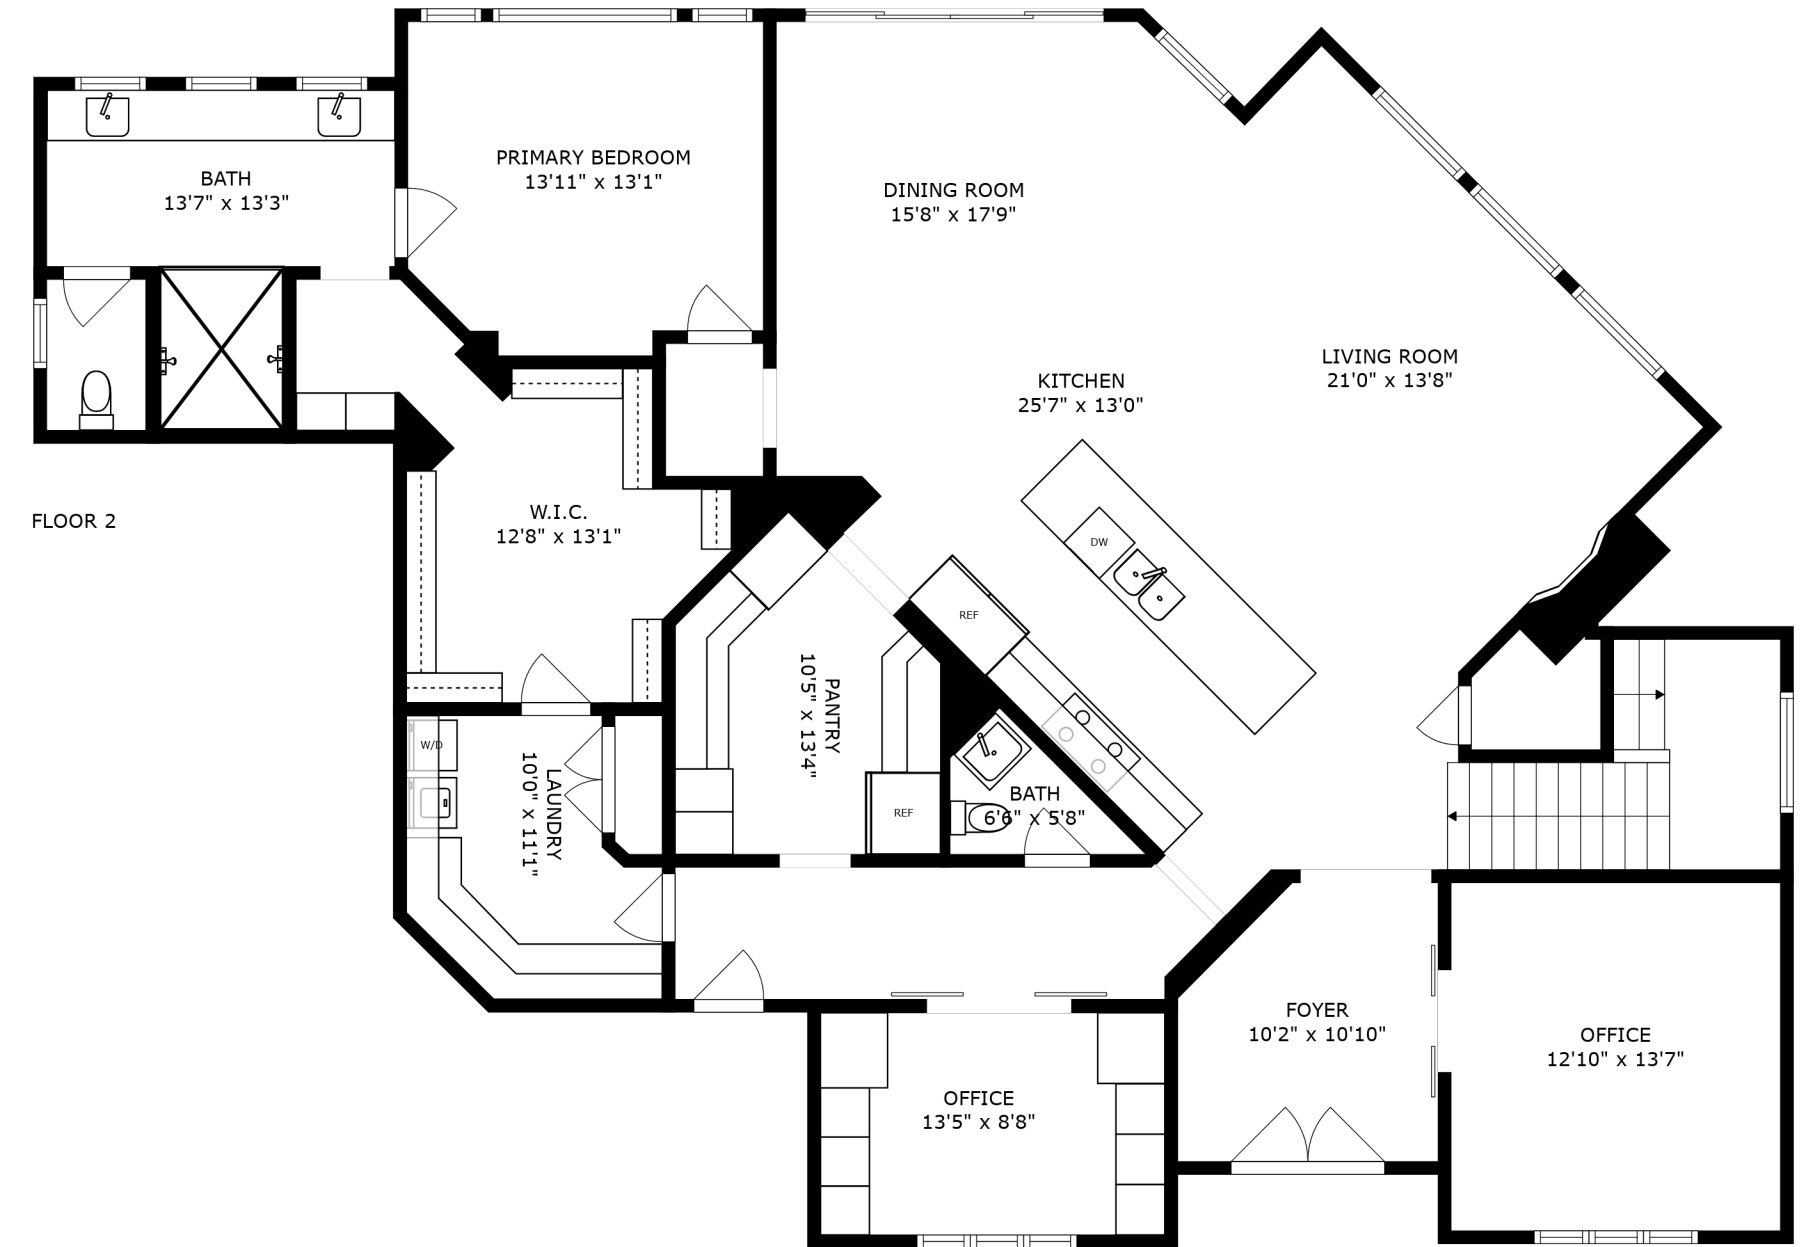 PRIMARY BEDROOM
13'11" x 13'1"
BATH
13'7" x 13'3"
DINING ROOM
15'8" x 17'9"
LIVING ROOM
21'0" x 13'8"
KITCHEN
25'7" x 13'0"
FLOOR 2
W.I.C.
12'8" x 13'1"
DW
REF
PANTRY
10'5" x 13'4"
W/D
LAUNDRY
10'0" x 11'1"
REF
BATH
6'6" x 5'8"
FOYER
10'2" x 10'10"
OFFICE
12'10" x 13'7"
OFFICE
13'5" x 8'8"